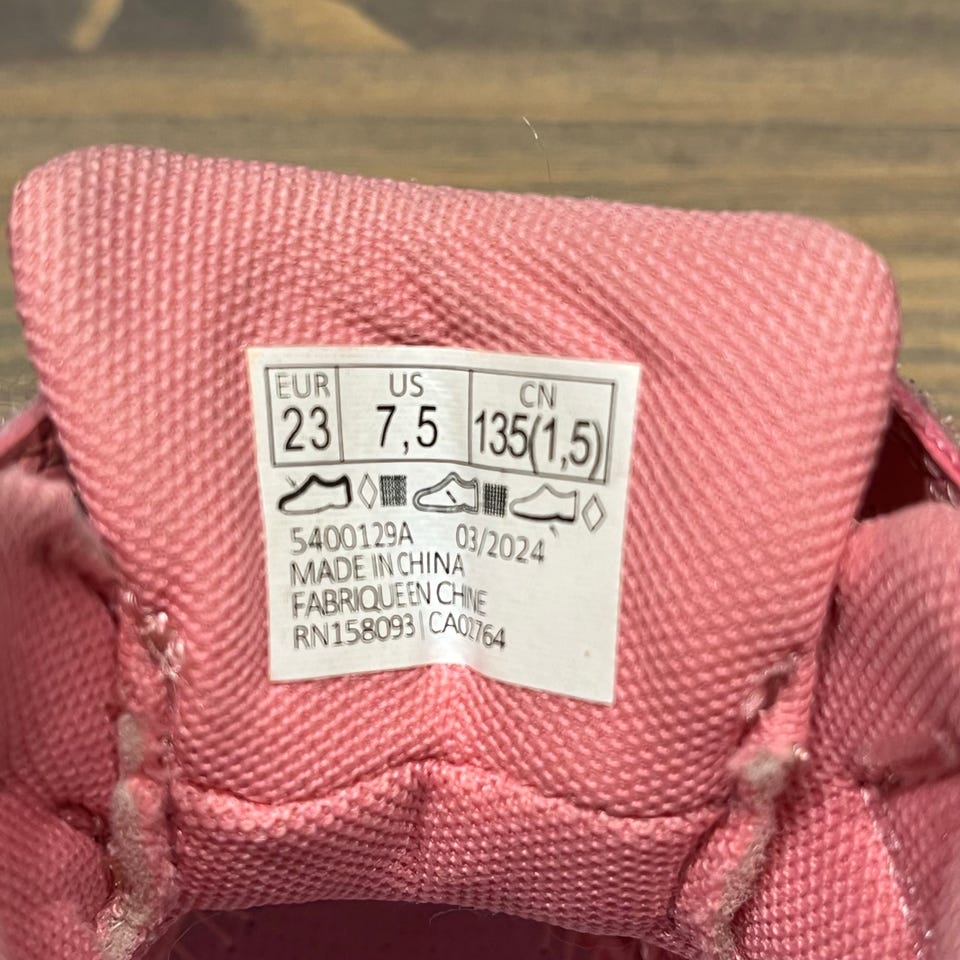 EUR US CN
23 7,5 135(1,5)
5400129A 03/2024
MADE IN CHINA
FABRIQUE EN CHINE
RN158093 | CA02764